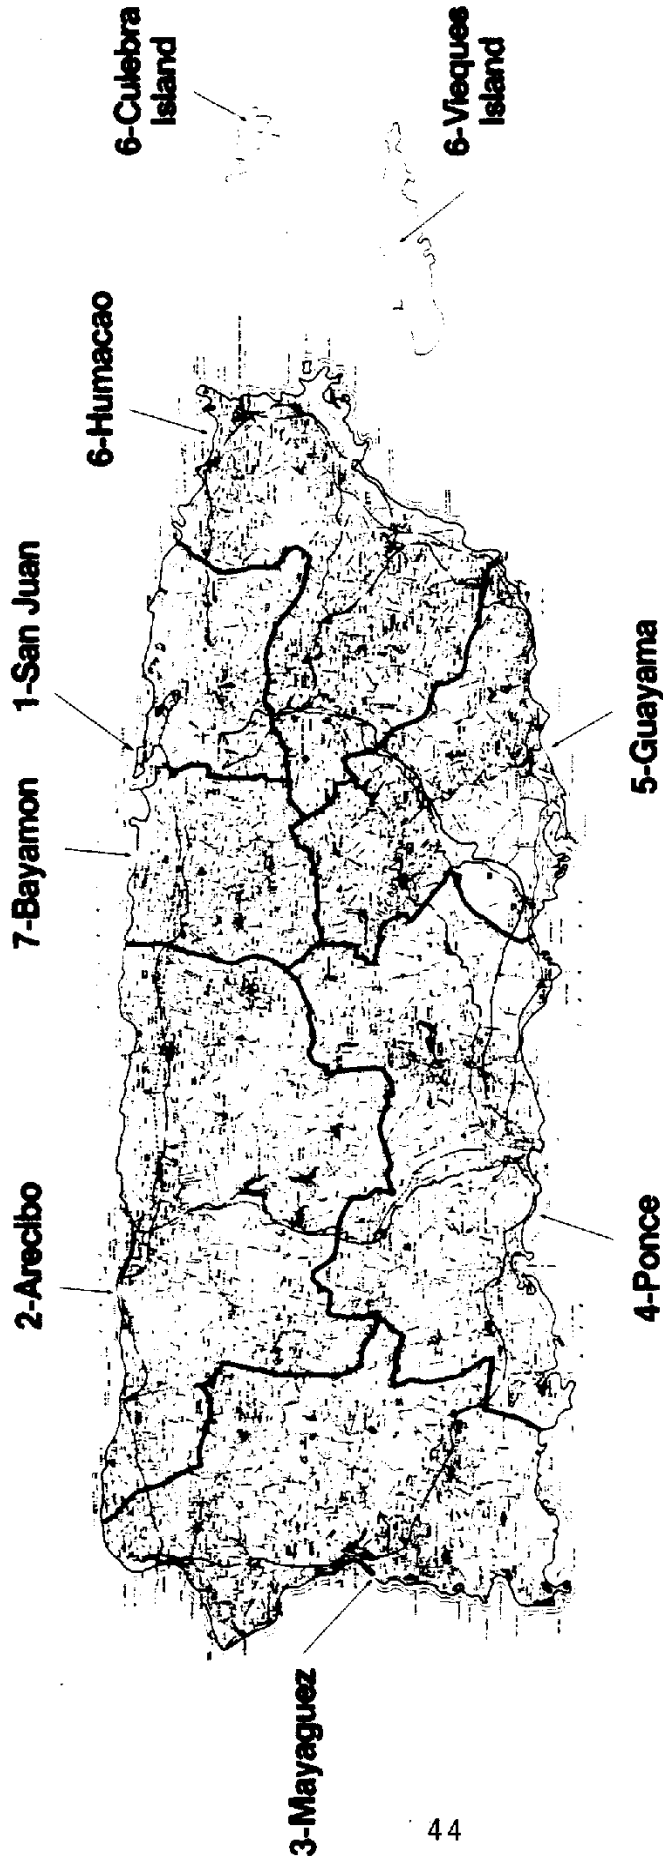 6-Culebra
Island
6-Vieques
Island
6-Humacao
1-San Juan
7-Bayamon
5-Guayama
2-Arecibo
4-Ponce
3-Mayaguez
44